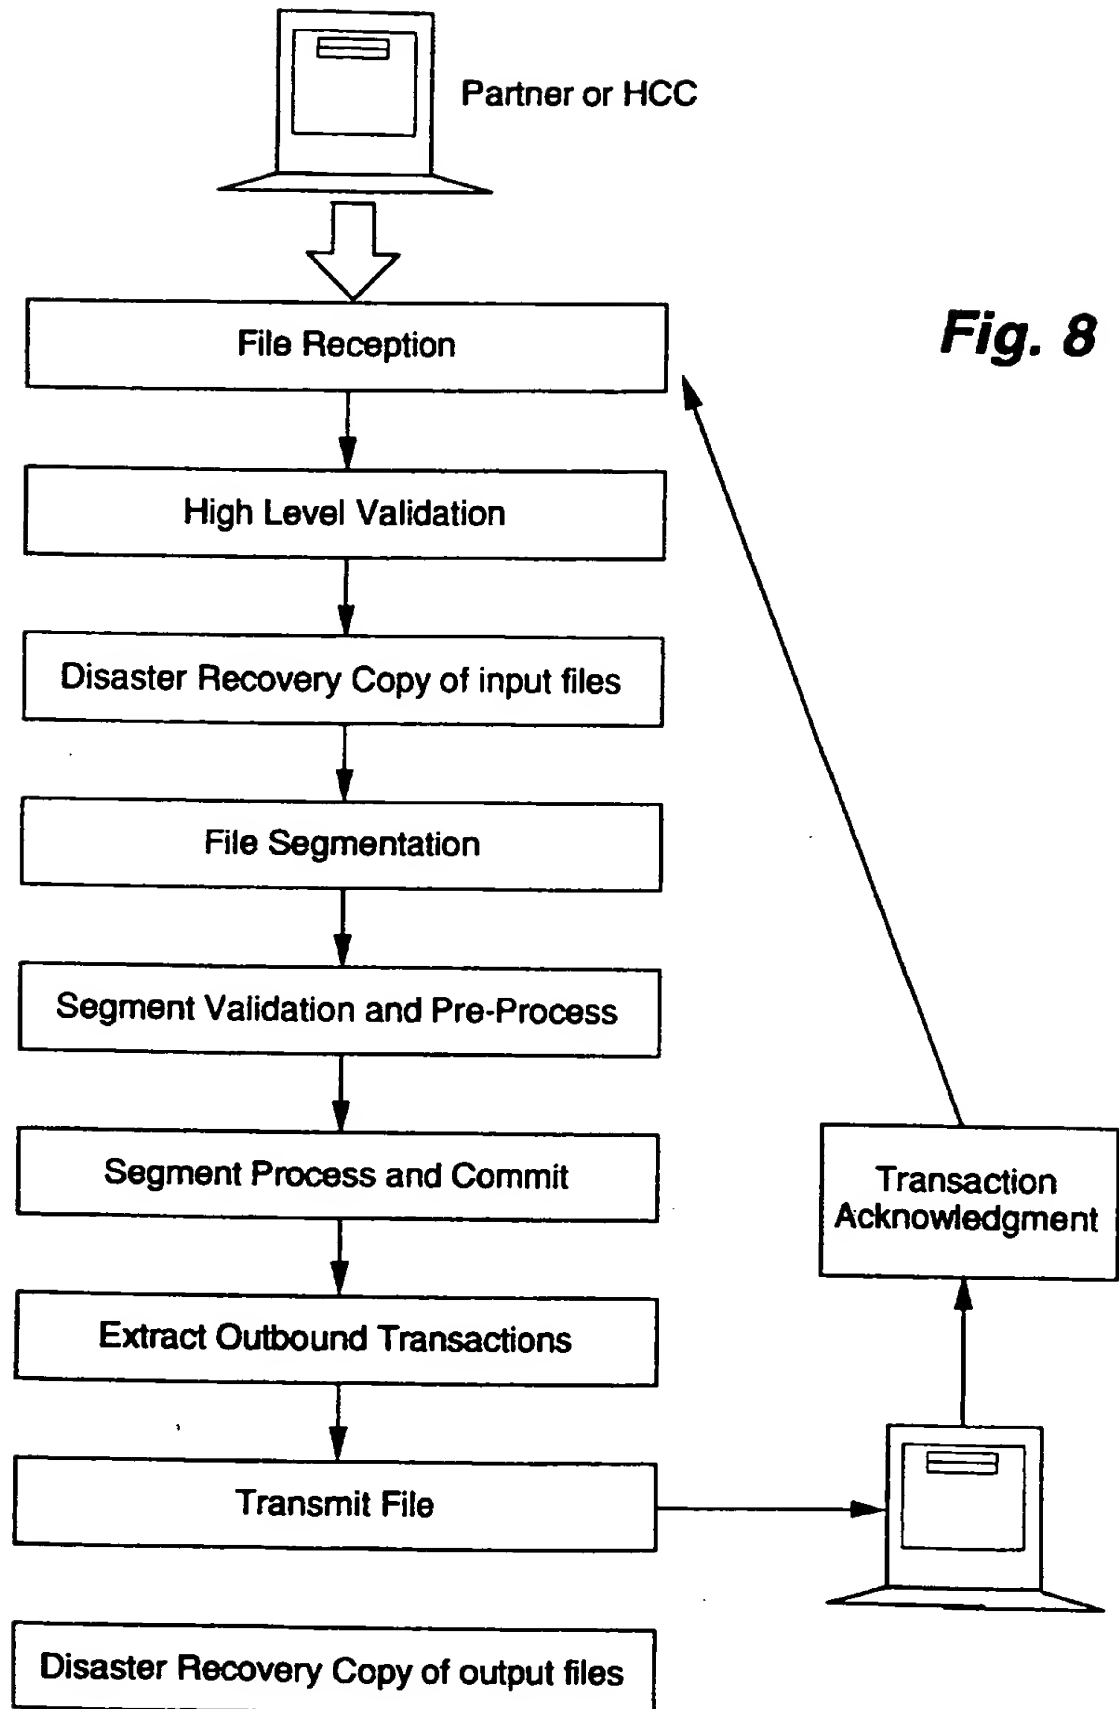 Partner or HCC
Fig. 8
File Reception
High Level Validation
Disaster Recovery Copy of input files
File Segmentation
Segment Validation and Pre-Process
Segment Process and Commit
Transaction
Acknowledgment
Extract Outbound Transactions
Transmit File
Disaster Recovery Copy of output files